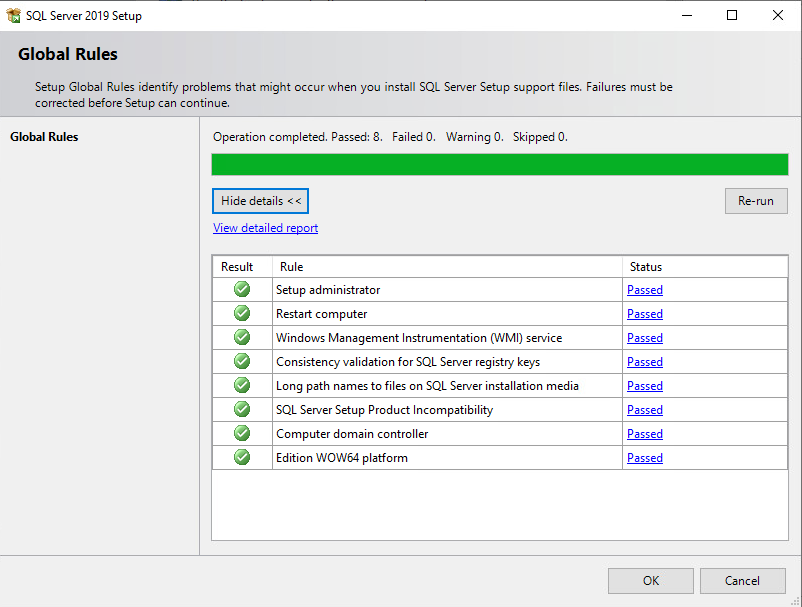 SQL Server 2019 Setup
Global Rules
Setup Global Rules identify problems that might occur when you install SQL Server Setup support files. Failures must be
corrected before Setup can continue.
Global Rules
Operation completed. Passed: 8.   Failed 0.   Warning 0.   Skipped 0.
Hide details <<
Re-run
View detailed report
Result Rule Status
Setup administrator Passed
Restart computer Passed
Windows Management Instrumentation (WMI) service Passed
Consistency validation for SQL Server registry keys Passed
Long path names to files on SQL Server installation media Passed
SQL Server Setup Product Incompatibility Passed
Computer domain controller Passed
Edition WOW64 platform Passed
OK Cancel